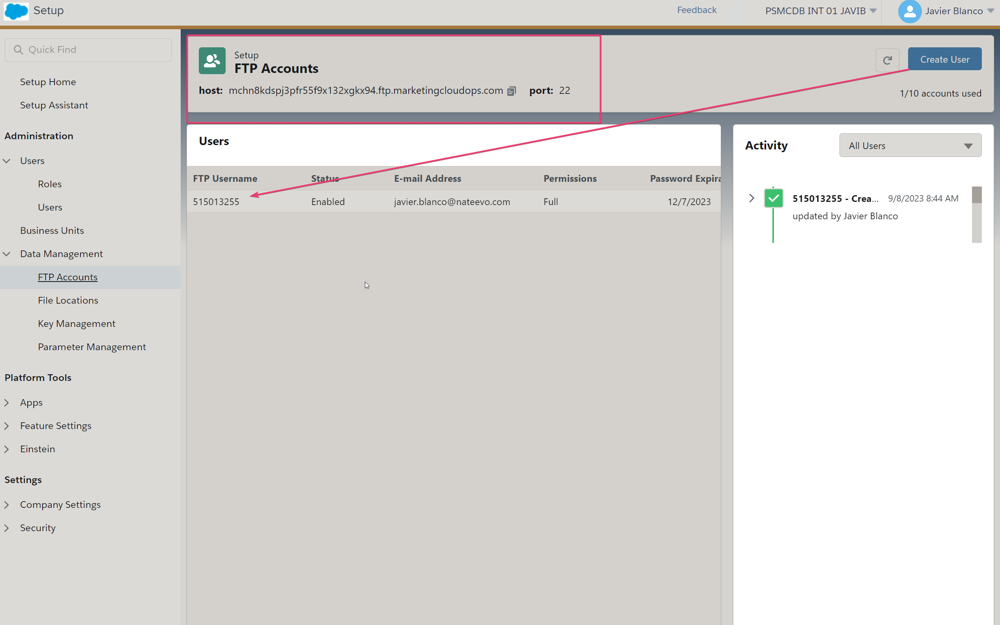 Setup
Feedback
PSMCDB INT 01 JAVIB
Javier Blanco
Quick Find
Setup Home
Setup Assistant
Administration
Users
Roles
Users
Business Units
Data Management
FTP Accounts
File Locations
Key Management
Parameter Management
Platform Tools
Apps
Feature Settings
Einstein
Settings
Company Settings
Security
Setup
FTP Accounts
host: mchn8kdspj3pfr55f9x132xgkx94.ftp.marketingcloudops.com port: 22
Create User
1/10 accounts used
Users
FTP Username Status E-mail Address Permissions Password Expira
515013255 Enabled javier.blanco@nateevo.com Full 12/7/2023
Activity
All Users
515013255 - Crea... 9/8/2023 8:44 AM
updated by Javier Blanco